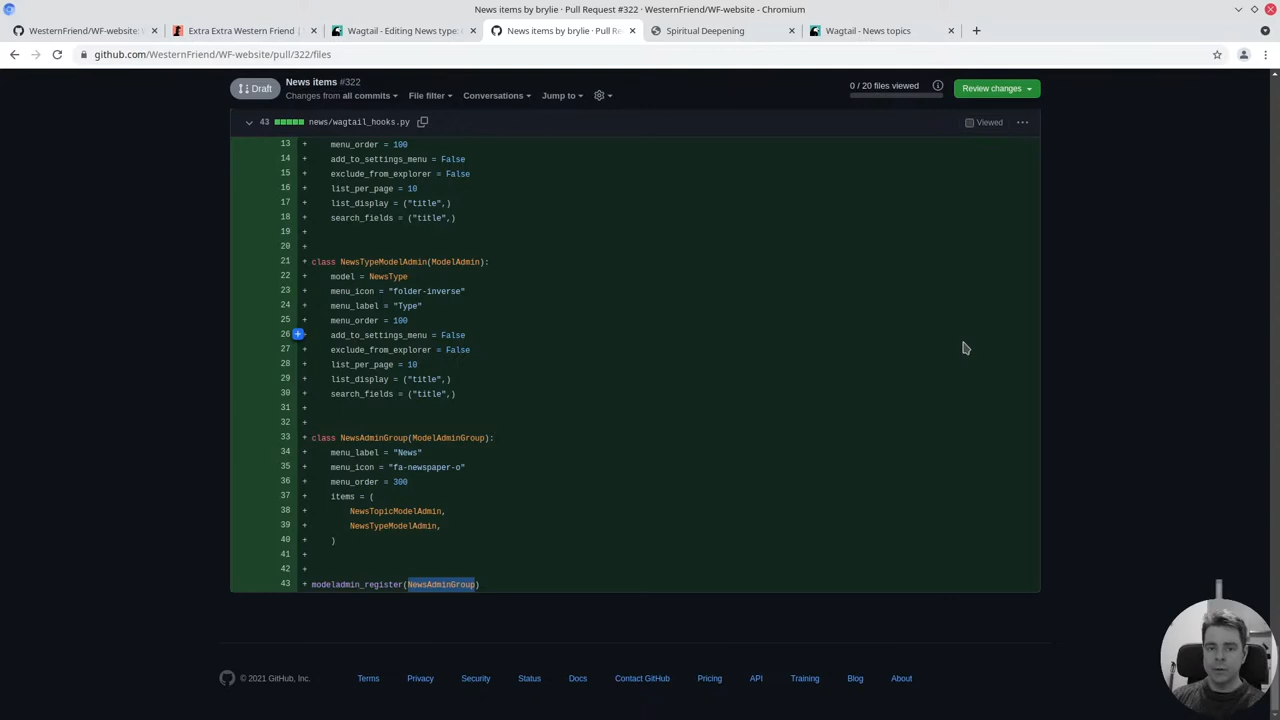 News items by brylie · Pull Request #322 · WesternFriend/WF-website - Chromium
WesternFriend/WF-website: W
Extra Extra Western Friend |
Wagtail - Editing News type:
News items by brylie · Pull Re
Spiritual Deepening
Wagtail - News topics
github.com/WesternFriend/WF-website/pull/322/files
Draft
News items #322
Changes from all commits
File filter
Conversations
Jump to
0 / 20 files viewed
Review changes
43 news/wagtail_hooks.py
Viewed
13 + menu_order = 100
14 + add_to_settings_menu = False
15 + exclude_from_explorer = False
16 + list_per_page = 10
17 + list_display = ("title",)
18 + search_fields = ("title",)
19 +
20 +
21 + class NewsTypeModelAdmin(ModelAdmin):
22 + model = NewsType
23 + menu_icon = "folder-inverse"
24 + menu_label = "Type"
25 + menu_order = 100
26 + add_to_settings_menu = False
27 + exclude_from_explorer = False
28 + list_per_page = 10
29 + list_display = ("title",)
30 + search_fields = ("title",)
31 +
32 +
33 + class NewsAdminGroup(ModelAdminGroup):
34 + menu_label = "News"
35 + menu_icon = "fa-newspaper-o"
36 + menu_order = 300
37 + items = (
38 + NewsTopicModelAdmin,
39 + NewsTypeModelAdmin,
40 + )
41 +
42 +
43 + modeladmin_register(NewsAdminGroup)
© 2021 GitHub, Inc.
Terms
Privacy
Security
Status
Docs
Contact GitHub
Pricing
API
Training
Blog
About